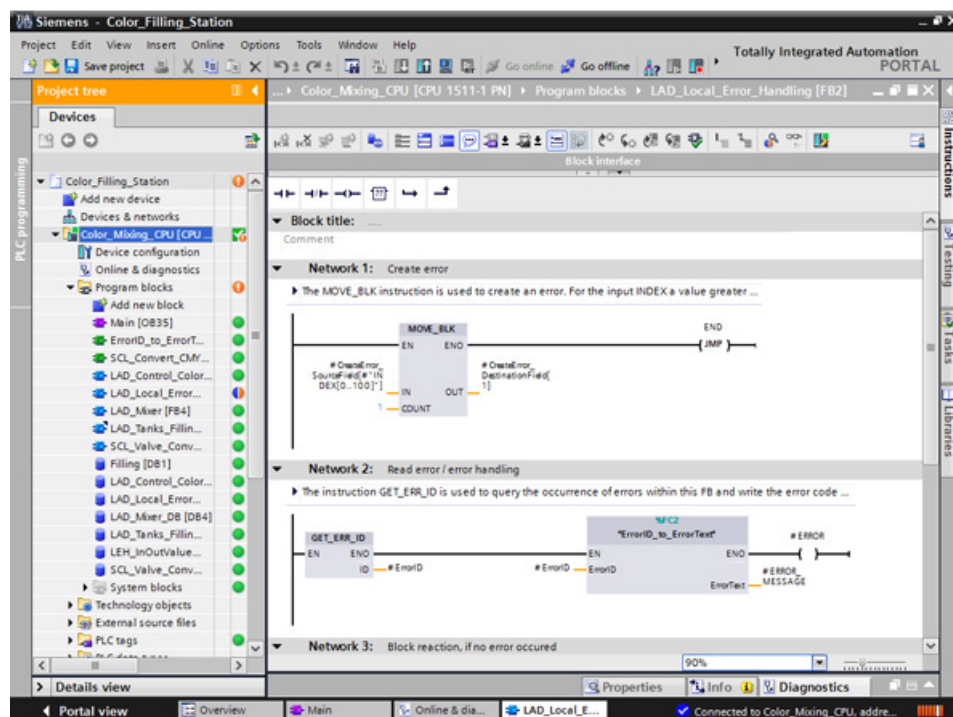 Siemens - Color_Filling_Station
Project Edit View Insert Online Options Tools Window Help
Totally Integrated Automation
PORTAL
Save project Go online Go offline
Project tree
... Color_Mixing_CPU [CPU 1511-1 PN] Program blocks LAD_Local_Error_Handling [FB2]
Devices
PLC programming
Block interface
Color_Filling_Station
Add new device
Devices & networks
Color_Mixing_CPU [CPU ...
Device configuration
Online & diagnostics
Program blocks
Add new block
Main [OB35]
ErrorID_to_ErrorT...
SCL_Convert_CMY...
LAD_Control_Color...
LAD_Local_Error...
LAD_Mixer [FB4]
LAD_Tanks_Fillin...
SCL_Valve_Conv...
Filling [DB1]
LAD_Control_Color...
LAD_Local_Error...
LAD_Mixer_DB [DB4]
LAD_Tanks_Fillin...
LEH_InOutValue...
SCL_Valve_Conv...
System blocks
Technology objects
External source files
PLC tags
Details view
Block title: .....
Comment
Network 1: Create error
The MOVE_BLK instruction is used to create an error. For the input INDEX a value greater ...
MOVE_BLK
EN ENO
END
JMP
#CreateError_
SourceField[#"IN
DEX[0..100]"]
IN
#CreateError_
DestinationField[
1]
OUT
1 COUNT
Network 2: Read error / error handling
The instruction GET_ERR_ID is used to query the occurrence of errors within this FB and write the error code ...
GET_ERR_ID
EN ENO
ID #ErrorID
%FC2
"ErrorID_to_ErrorText"
EN ENO
#ERROR
#ErrorID ErrorID
ErrorText
#ERROR_
MESSAGE
Network 3: Block reaction, if no error occured
90%
Properties Info Diagnostics
Instructions
Testing
Tasks
Libraries
Portal view Overview Main Online & dia... LAD_Local_E... Connected to Color_Mixing_CPU, addre...